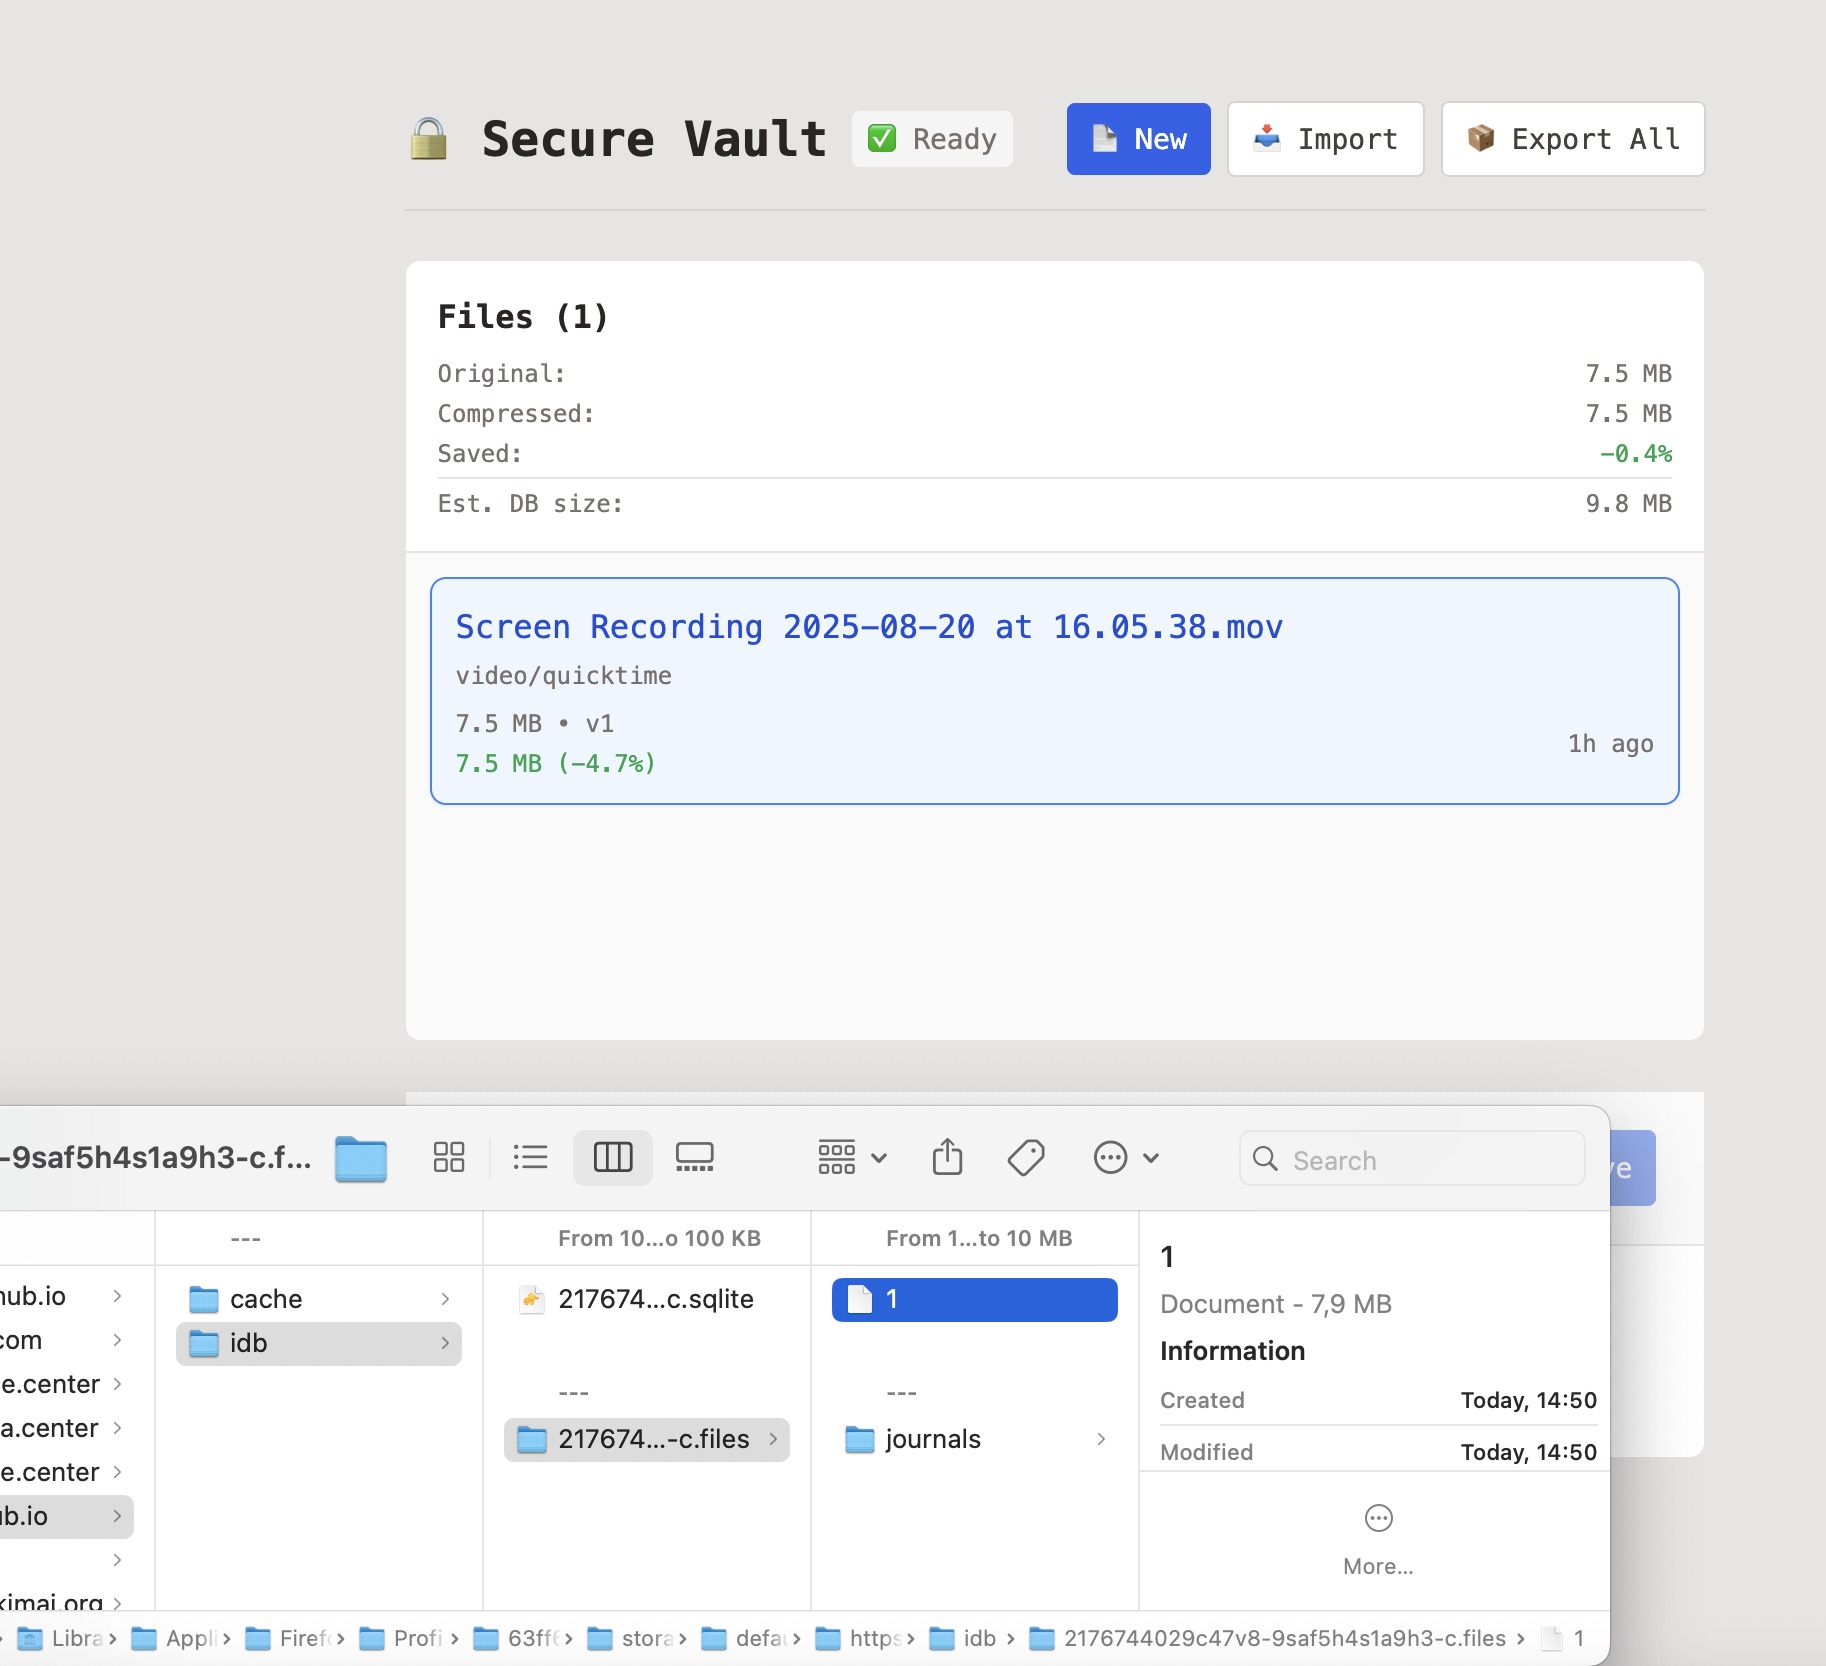 Secure Vault
Ready
New
Import
Export All
Files (1)
Original: 7.5 MB
Compressed: 7.5 MB
Saved: -0.4%
Est. DB size: 9.8 MB
Screen Recording 2025-08-20 at 16.05.38.mov
video/quicktime
7.5 MB • v1
7.5 MB (-4.7%)
1h ago
-9saf5h4s1a9h3-c.f...
Search
---
From 10...o 100 KB
From 1...to 10 MB
hub.io
com
e.center
a.center
e.center
ub.io
kimai.org
cache
idb
217674...c.sqlite
---
217674...-c.files
1
---
journals
1
Document - 7,9 MB
Information
Created Today, 14:50
Modified Today, 14:50
More...
Libra
Appli
Firef
Profi
63ff
stora
defau
https
idb
2176744029c47v8-9saf5h4s1a9h3-c.files
1